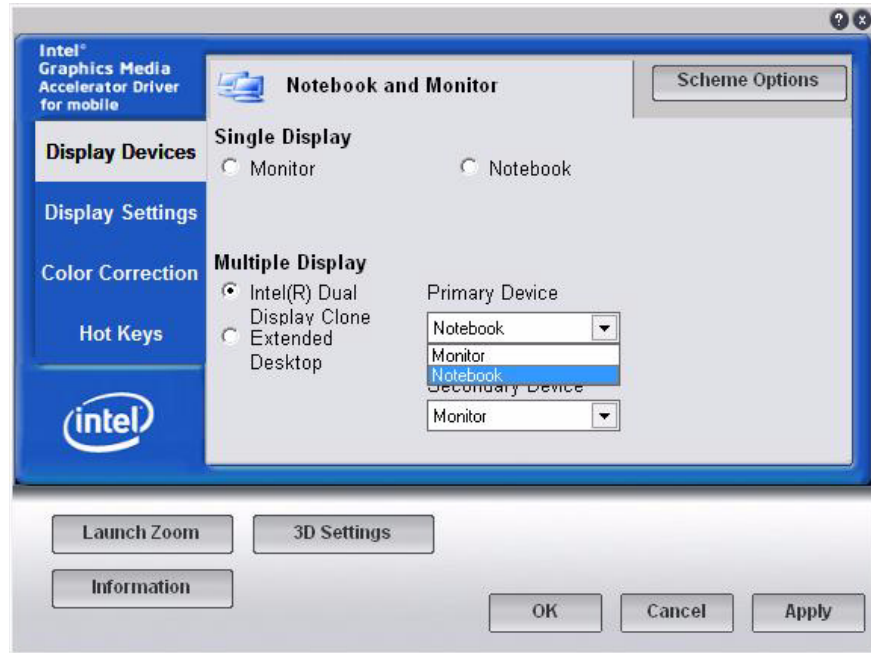 Intel®
Graphics Media
Accelerator Driver
for mobile
Notebook and Monitor
Scheme Options
Display Devices
Display Settings
Color Correction
Hot Keys
intel
Single Display
Monitor
Notebook
Multiple Display
Intel(R) Dual
Display Clone
Extended
Desktop
Primary Device
Notebook
Monitor
Notebook
Secondary Device
Monitor
Launch Zoom
3D Settings
Information
OK
Cancel
Apply